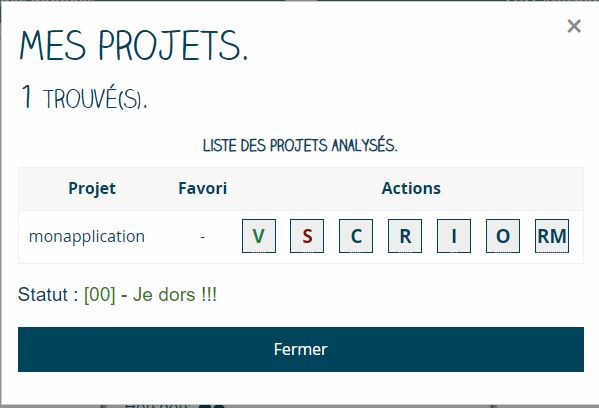 ×
MES PROJETS.
1 TROUVÉ(S).
LISTE DES PROJETS ANALYSÉS.
Projet Favori Actions
monapplication - V S C R I O RM
Statut : [00] - Je dors !!!
Fermer